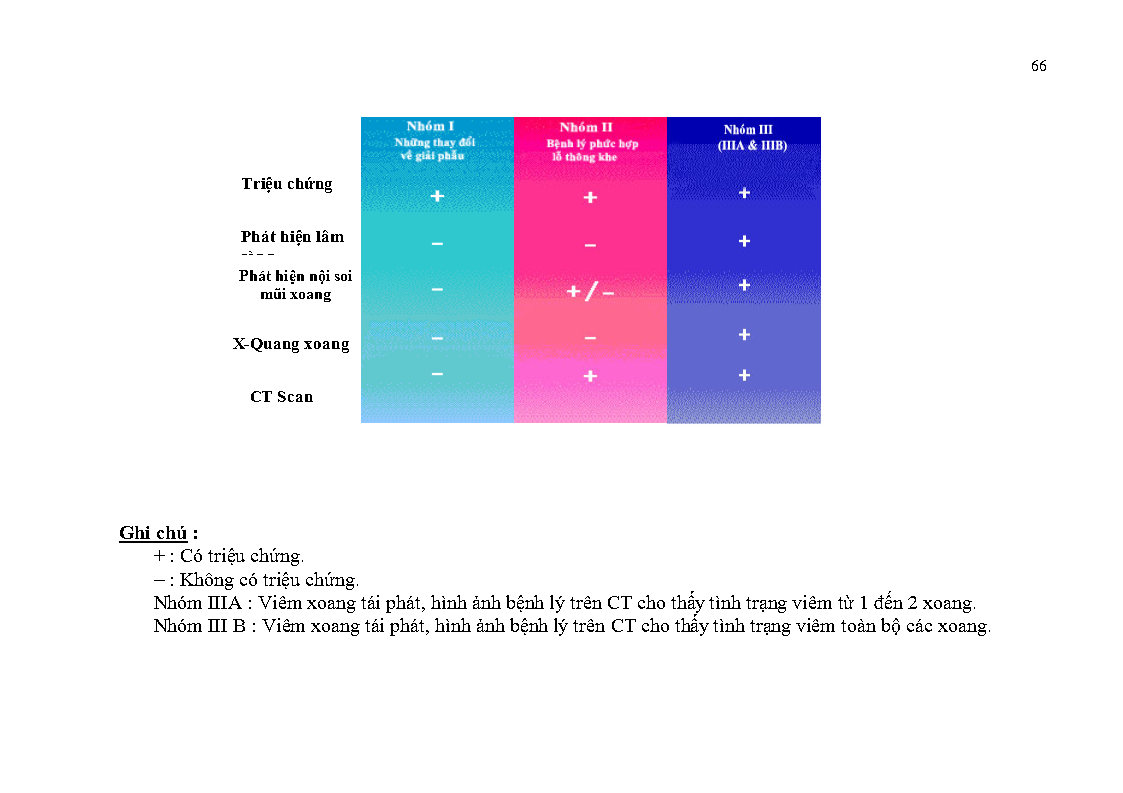 66
Nhóm I
Những thay đổi
về giải phẫu
Nhóm II
Bệnh lý phức hợp
lỗ thông khe
Nhóm III
(IIIA & IIIB)
Triệu chứng + + +
Phát hiện lâm − − +
Phát hiện nội soi
mũi xoang − +/− +
X-Quang xoang − − +
CT Scan − + +
Ghi chú :
+ : Có triệu chứng.
− : Không có triệu chứng.
Nhóm IIIA : Viêm xoang tái phát, hình ảnh bệnh lý trên CT cho thấy tình trạng viêm từ 1 đến 2 xoang.
Nhóm III B : Viêm xoang tái phát, hình ảnh bệnh lý trên CT cho thấy tình trạng viêm toàn bộ các xoang.